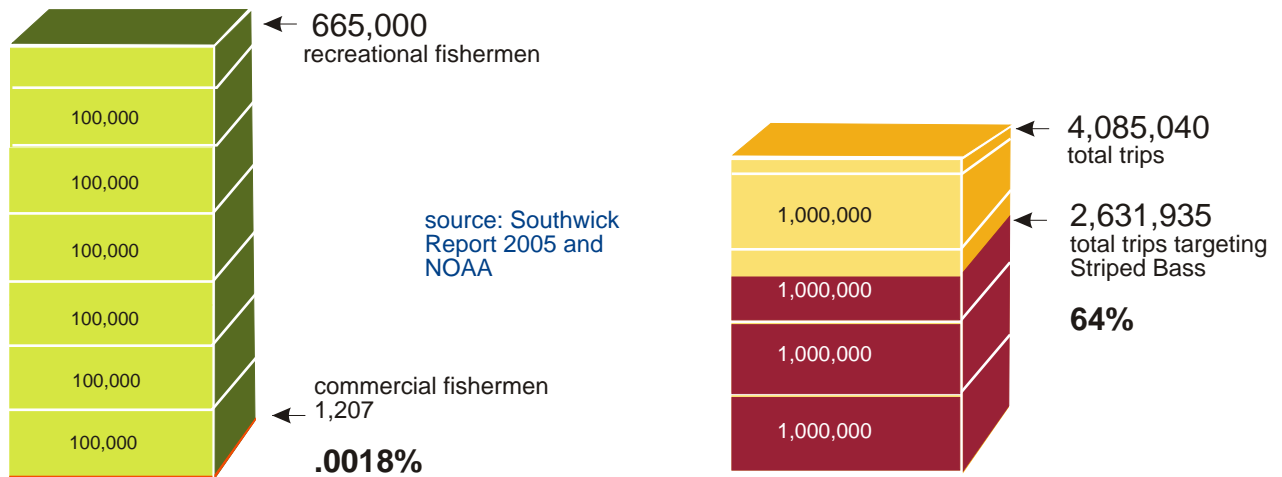 665,000
recreational fishermen
100,000
100,000
100,000
100,000
100,000
100,000
commercial fishermen
1,207
.0018%
source: Southwick
Report 2005 and
NOAA
4,085,040
total trips
2,631,935
total trips targeting
Striped Bass
64%
1,000,000
1,000,000
1,000,000
1,000,000